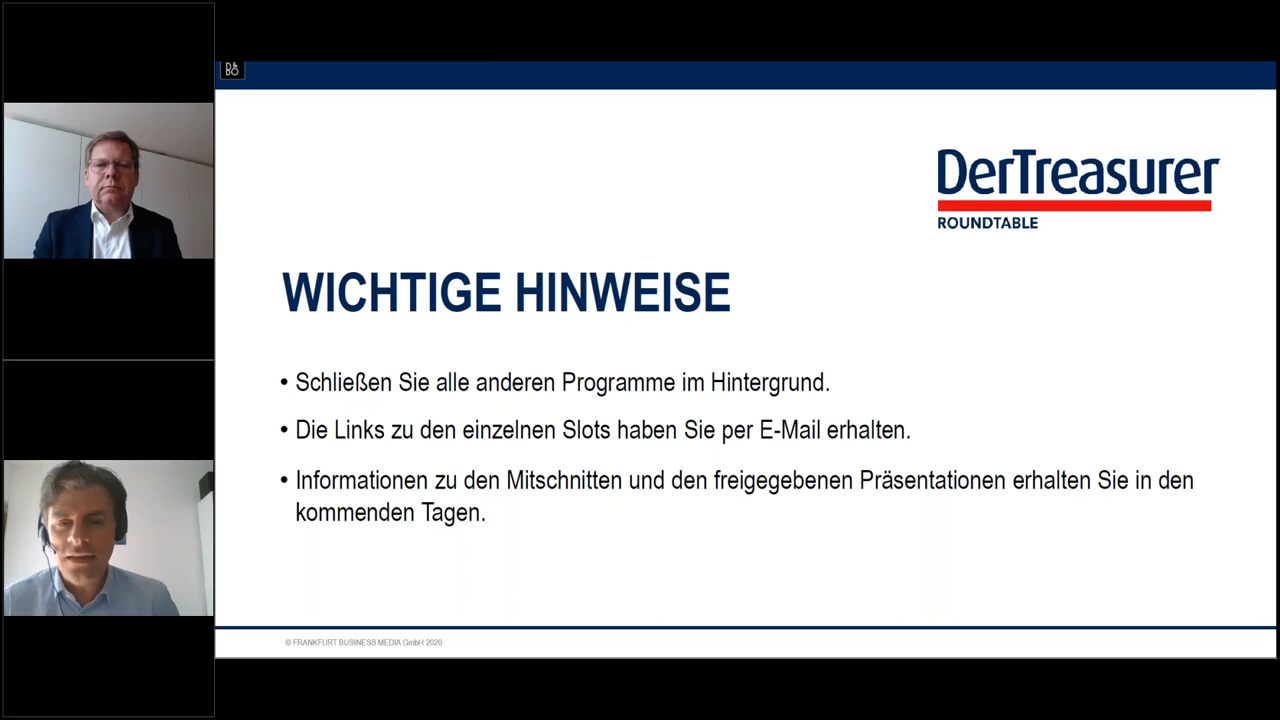 DE
BO
DerTreasurer
ROUNDTABLE
WICHTIGE HINWEISE
• Schließen Sie alle anderen Programme im Hintergrund.
• Die Links zu den einzelnen Slots haben Sie per E-Mail erhalten.
• Informationen zu den Mitschnitten und den freigegebenen Präsentationen erhalten Sie in den
kommenden Tagen.
© FRANKFURT BUSINESS MEDIA GmbH 2020